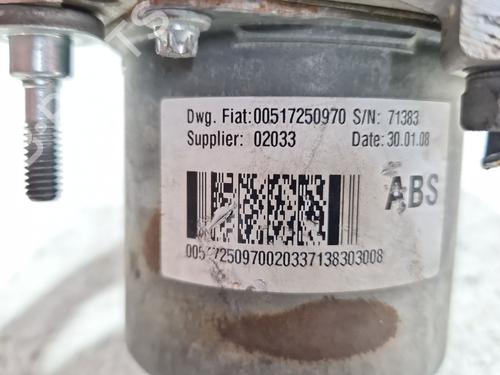 Dwg. Fiat:00517250970 S/N: 71383
Supplier: 02033 Date: 30.01.08
ABS